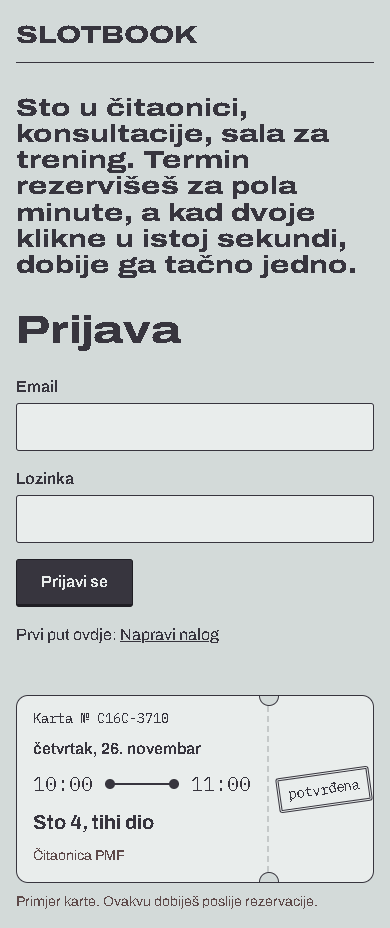 SLOTBOOK
Sto u čitaonici,
konsultacije, sala za
trening. Termin
rezervišeš za pola
minute, a kad dvoje
klikne u istoj sekundi,
dobije ga tačno jedno.
Prijava
Email
Lozinka
Prijavi se
Prvi put ovdje: Napravi nalog
Karta № C16C-3710
četvrtak, 26. novembar
10:00 11:00
potvrđena
Sto 4, tihi dio
Čitaonica PMF
Primjer karte. Ovakvu dobiješ poslije rezervacije.